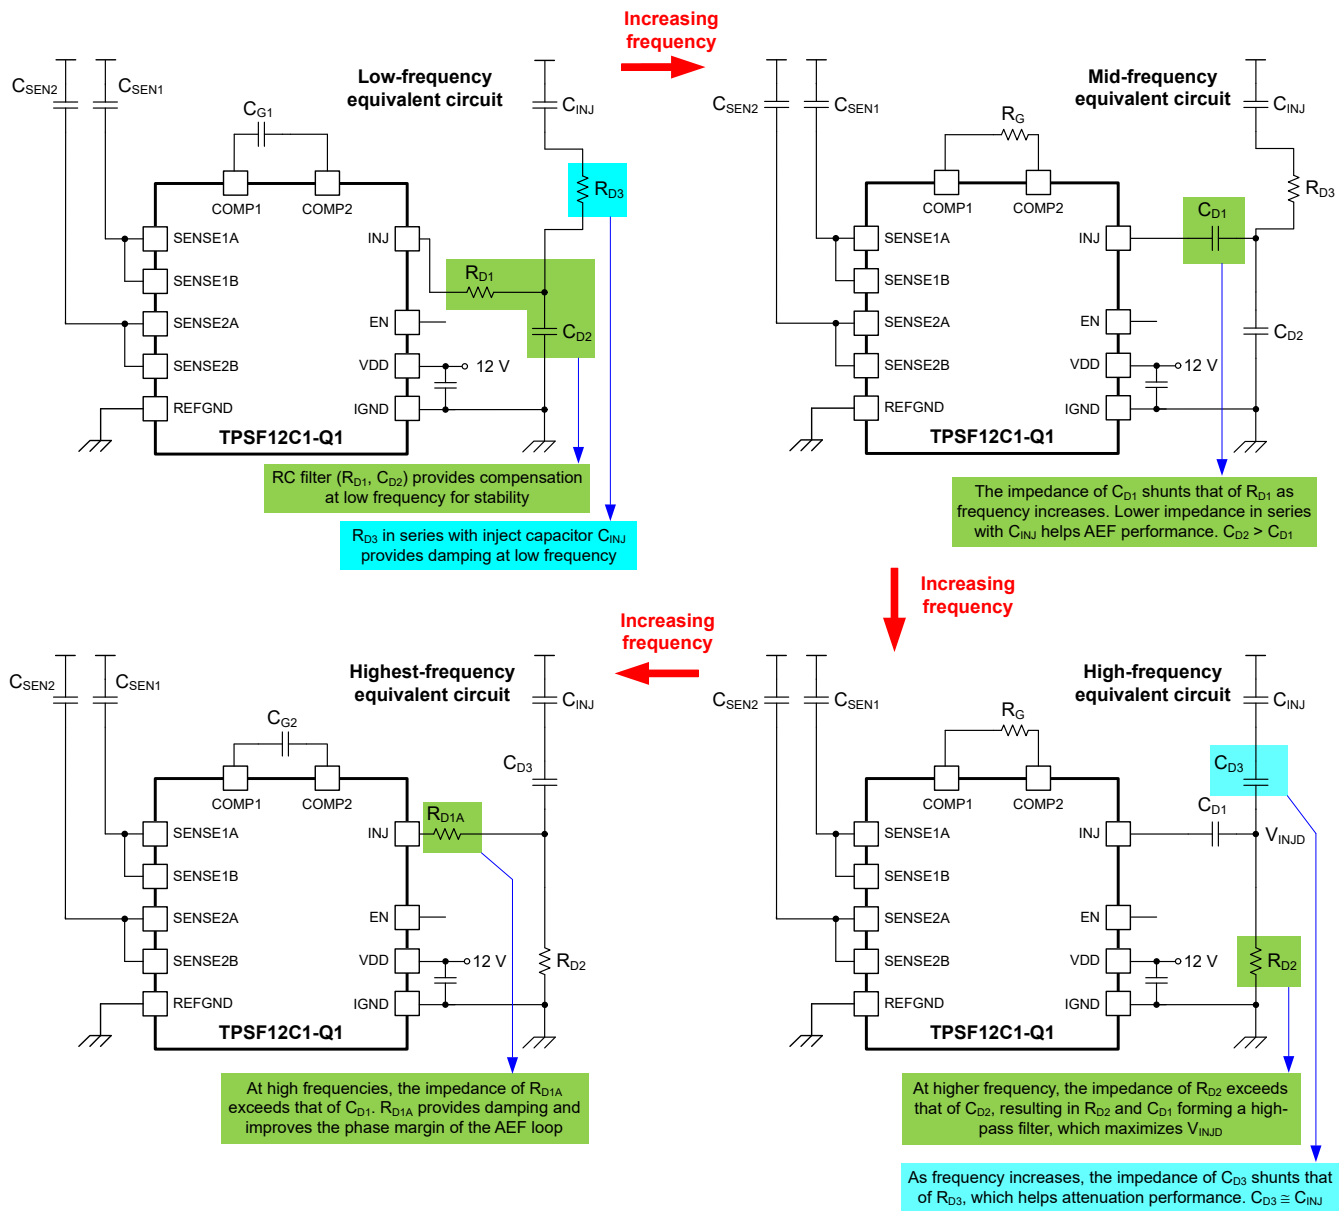 Increasing
frequency
Low-frequency
equivalent circuit
CSEN2
CSEN1
CG1
CINJ
RD3
COMP1
COMP2
SENSE1A
SENSE1B
SENSE2A
SENSE2B
REFGND
INJ
EN
VDD
IGND
RD1
CD2
12 V
TPSF12C1-Q1
RC filter (RD1, CD2) provides compensation
at low frequency for stability
RD3 in series with inject capacitor CINJ
provides damping at low frequency
Mid-frequency
equivalent circuit
CSEN2
CSEN1
RG
CINJ
RD3
COMP1
COMP2
SENSE1A
SENSE1B
SENSE2A
SENSE2B
REFGND
INJ
EN
VDD
IGND
CD1
CD2
12 V
TPSF12C1-Q1
The impedance of CD1 shunts that of RD1 as
frequency increases. Lower impedance in series
with CINJ helps AEF performance. CD2 > CD1
Increasing
frequency
High-frequency
equivalent circuit
CSEN2
CSEN1
RG
CINJ
CD3
CD1
COMP1
COMP2
SENSE1A
SENSE1B
SENSE2A
SENSE2B
REFGND
INJ
EN
VDD
IGND
VINJD
RD2
12 V
TPSF12C1-Q1
At higher frequency, the impedance of RD2 exceeds
that of CD2, resulting in RD2 and CD1 forming a high-
pass filter, which maximizes VINJD
As frequency increases, the impedance of CD3 shunts that
of RD3, which helps attenuation performance. CD3 ≅ CINJ
Increasing
frequency
Highest-frequency
equivalent circuit
CSEN2
CSEN1
CG2
CINJ
CD3
COMP1
COMP2
SENSE1A
SENSE1B
SENSE2A
SENSE2B
REFGND
INJ
EN
VDD
IGND
RD1A
RD2
12 V
TPSF12C1-Q1
At high frequencies, the impedance of RD1A
exceeds that of CD1. RD1A provides damping and
improves the phase margin of the AEF loop